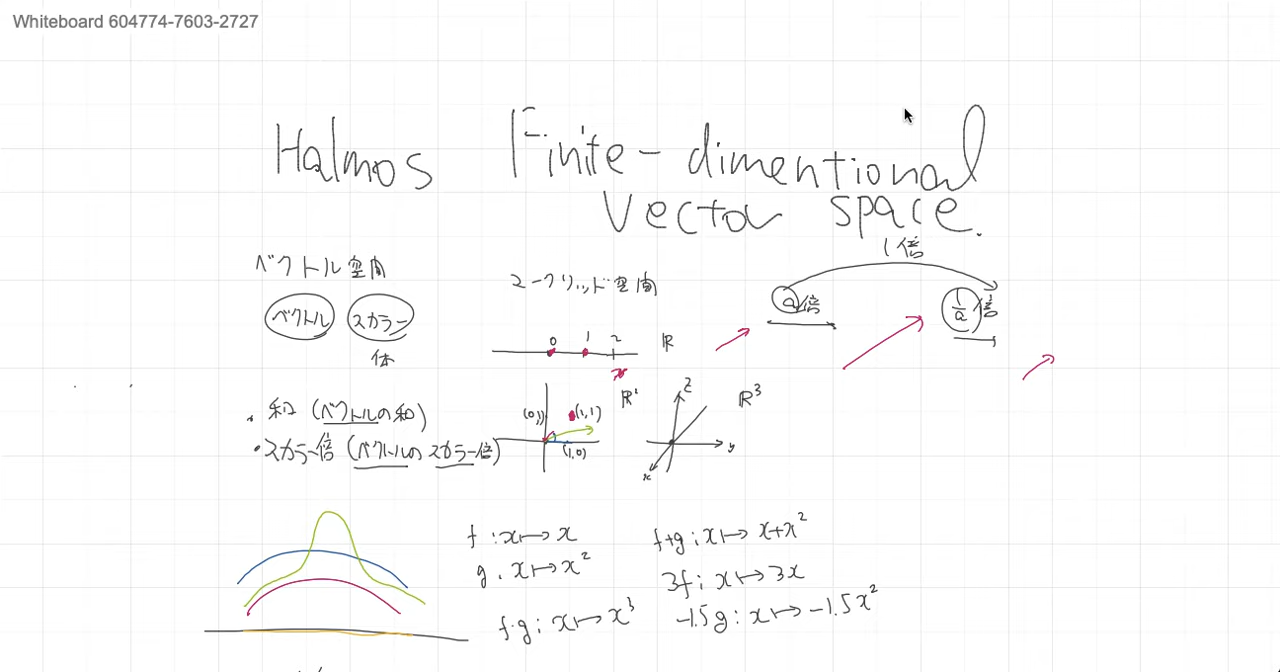 Whiteboard 604774-7603-2727
Halmos Finite-dimentional
Vector space.
ベクトル空間
ベクトル スカラー
体
ユークリッド空間
0 1 2 R
(0,1) (1,1)
(1,0)
z R³
y
x
1倍
a倍 1/a倍
・和 (ベクトルの和)
・スカラー倍 (ベクトルのスカラー倍)
f : x ↦ x
g : x ↦ x²
f・g : x ↦ x³
f+g : x ↦ x+x²
3f : x ↦ 3x
-1.5g : x ↦ -1.5x²